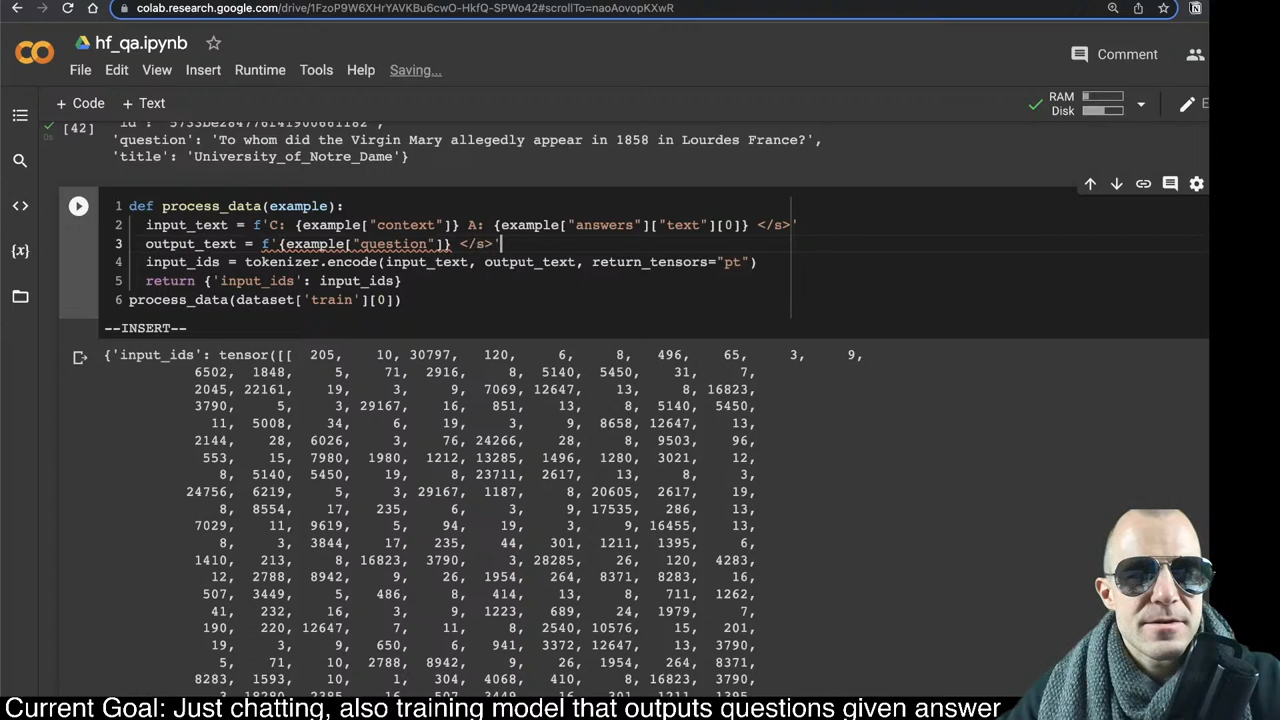 colab.research.google.com/drive/1FzoP9W6XHrYAVKBu6cwO-HkfQ-SPWo42#scrollTo=naoAovopKXwR
hf_qa.ipynb
Comment
File Edit View Insert Runtime Tools Help Saving...
+ Code + Text
RAM
Disk
[42]
'question': 'To whom did the Virgin Mary allegedly appear in 1858 in Lourdes France?',
0s
'title': 'University_of_Notre_Dame'}
1 def process_data(example):
2 input_text = f'C: {example["context"]} A: {example["answers"]["text"][0]} </s>'
3 output_text = f'{example["question"]} </s>'
4 input_ids = tokenizer.encode(input_text, output_text, return_tensors="pt")
5 return {'input_ids': input_ids}
6 process_data(dataset['train'][0])
--INSERT--
{'input_ids': tensor([[ 205, 10, 30797, 120, 6, 8, 496, 65, 3, 9,
6502, 1848, 5, 71, 2916, 8, 5140, 5450, 31, 7,
2045, 22161, 19, 3, 9, 7069, 12647, 13, 8, 16823,
3790, 5, 3, 29167, 16, 851, 13, 8, 5140, 5450,
11, 5008, 34, 6, 19, 3, 9, 8658, 12647, 13,
2144, 28, 6026, 3, 76, 24266, 28, 8, 9503, 96,
553, 15, 7980, 1980, 1212, 13285, 1496, 1280, 3021, 12,
8, 5140, 5450, 19, 8, 23711, 2617, 13, 8, 3,
24756, 6219, 5, 3, 29167, 1187, 8, 20605, 2617, 19,
8, 8554, 17, 235, 6, 3, 9, 17535, 286, 13,
7029, 11, 9619, 5, 94, 19, 3, 9, 16455, 13,
8, 3, 3844, 17, 235, 44, 301, 1211, 1395, 6,
1410, 213, 8, 16823, 3790, 3, 28285, 26, 120, 4283,
12, 2788, 8942, 9, 26, 1954, 264, 8371, 8283, 16,
507, 3449, 5, 486, 8, 414, 13, 8, 711, 1262,
41, 232, 16, 3, 9, 1223, 689, 24, 1979, 7,
190, 220, 12647, 7, 11, 8, 2540, 10576, 15, 201,
19, 3, 9, 650, 6, 941, 3372, 12647, 13, 3790,
5, 71, 10, 2788, 8942, 9, 26, 1954, 264, 8371,
8283, 1593, 10, 1, 304, 4068, 410, 8, 16823, 3790,
3, 18280, 2385, 16, 507, 3449, 16, 301, 1211, 1395
Current Goal: Just chatting, also training model that outputs questions given answer